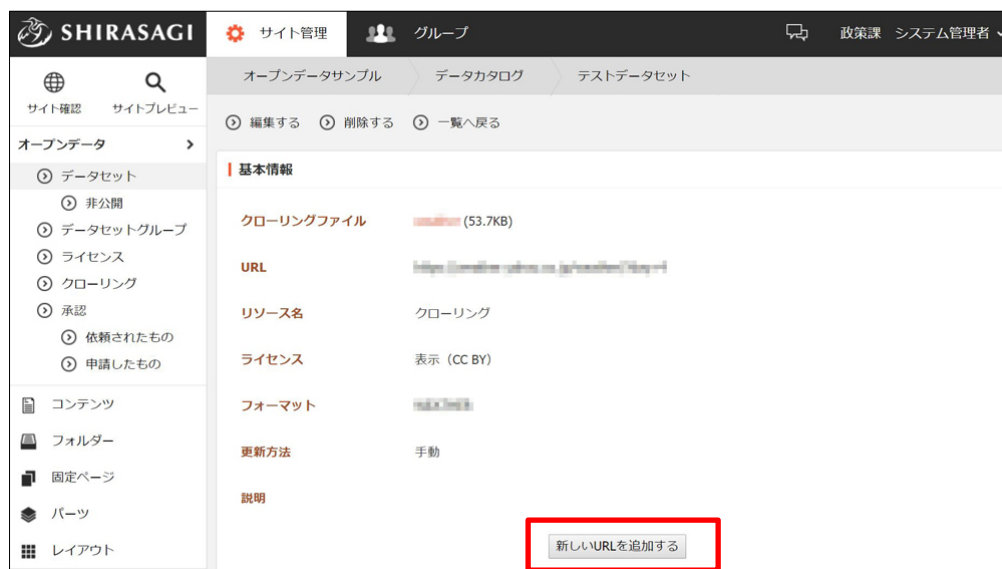 SHIRASAGI
サイト管理
グループ
政策課 システム管理者
サイト確認 サイトプレビュー
オープンデータサンプル データカタログ テストデータセット
編集する 削除する 一覧へ戻る
オープンデータ
データセット
非公開
データセットグループ
ライセンス
クローリング
承認
依頼されたもの
申請したもの
コンテンツ
フォルダー
固定ページ
パーツ
レイアウト
基本情報
クローリングファイル (53.7KB)
URL
リソース名 クローリング
ライセンス 表示（CC BY）
フォーマット
更新方法 手動
説明
新しいURLを追加する